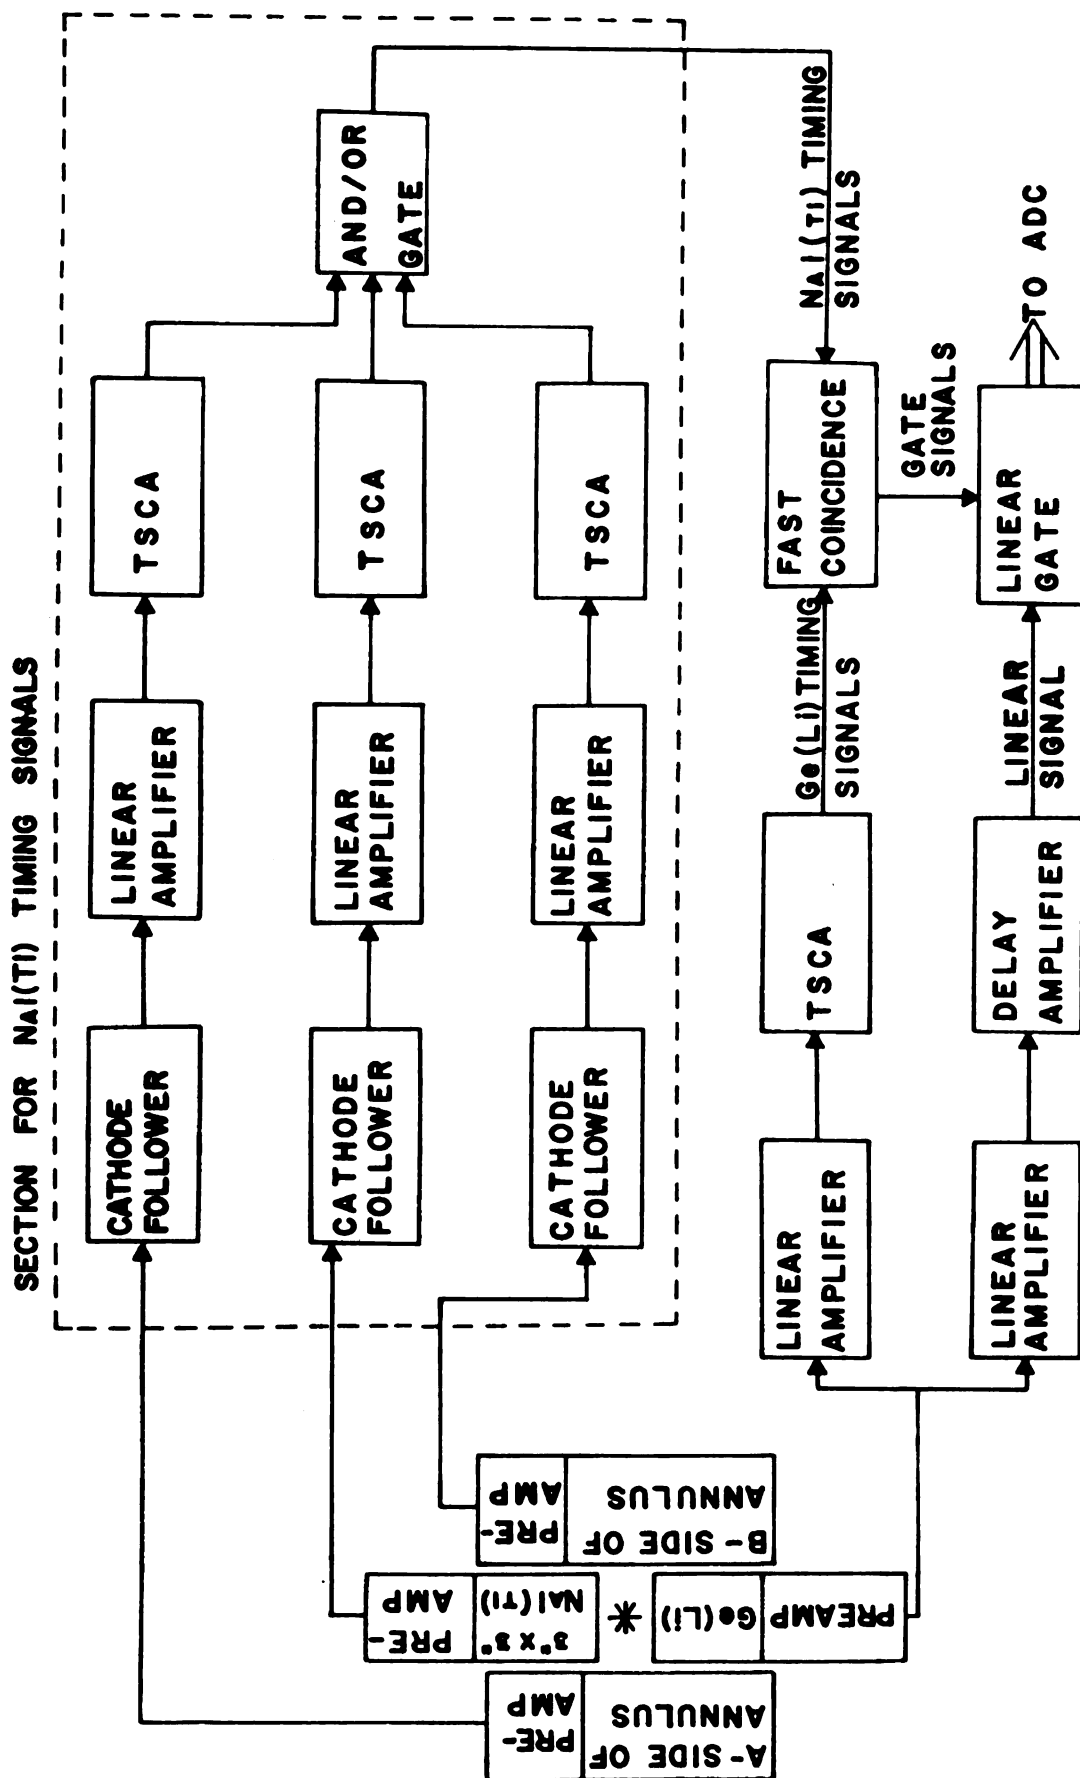 SECTION FOR NaI(Tl) TIMING SIGNALS
CATHODE
FOLLOWER
LINEAR
AMPLIFIER
TSCA
CATHODE
FOLLOWER
LINEAR
AMPLIFIER
TSCA
AND/OR
GATE
CATHODE
FOLLOWER
LINEAR
AMPLIFIER
TSCA
A-SIDE OF
ANNULUS
PRE-
AMP
3" x 3"
NaI(Tl)
PRE-
AMP
B-SIDE OF
ANNULUS
PRE-
AMP
Ge(Li)
PREAMP
LINEAR
AMPLIFIER
TSCA
Ge(Li) TIMING
SIGNALS
FAST
COINCIDENCE
NaI(Tl) TIMING
SIGNALS
GATE
SIGNALS
LINEAR
AMPLIFIER
DELAY
AMPLIFIER
LINEAR
SIGNAL
LINEAR
GATE
TO ADC